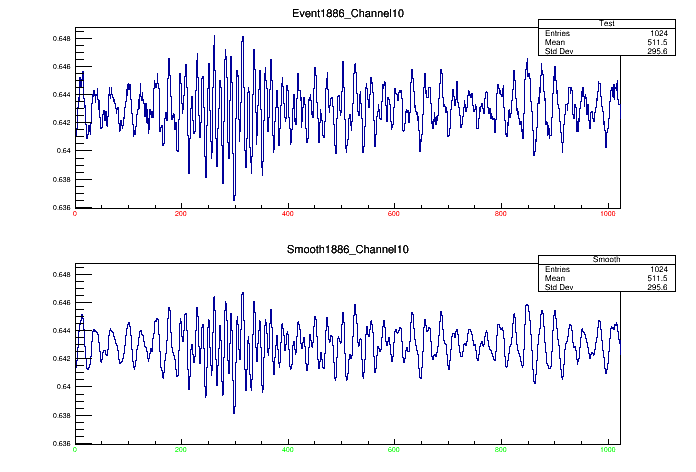 Event1886_Channel10
Test
Entries 1024
Mean 511.5
Std Dev 295.6
0.648
0.646
0.644
0.642
0.64
0.638
0.636
0 200 400 600 800 1000
Smooth1886_Channel10
Smooth
Entries 1024
Mean 511.5
Std Dev 295.6
0.648
0.646
0.644
0.642
0.64
0.638
0.636
0 200 400 600 800 1000